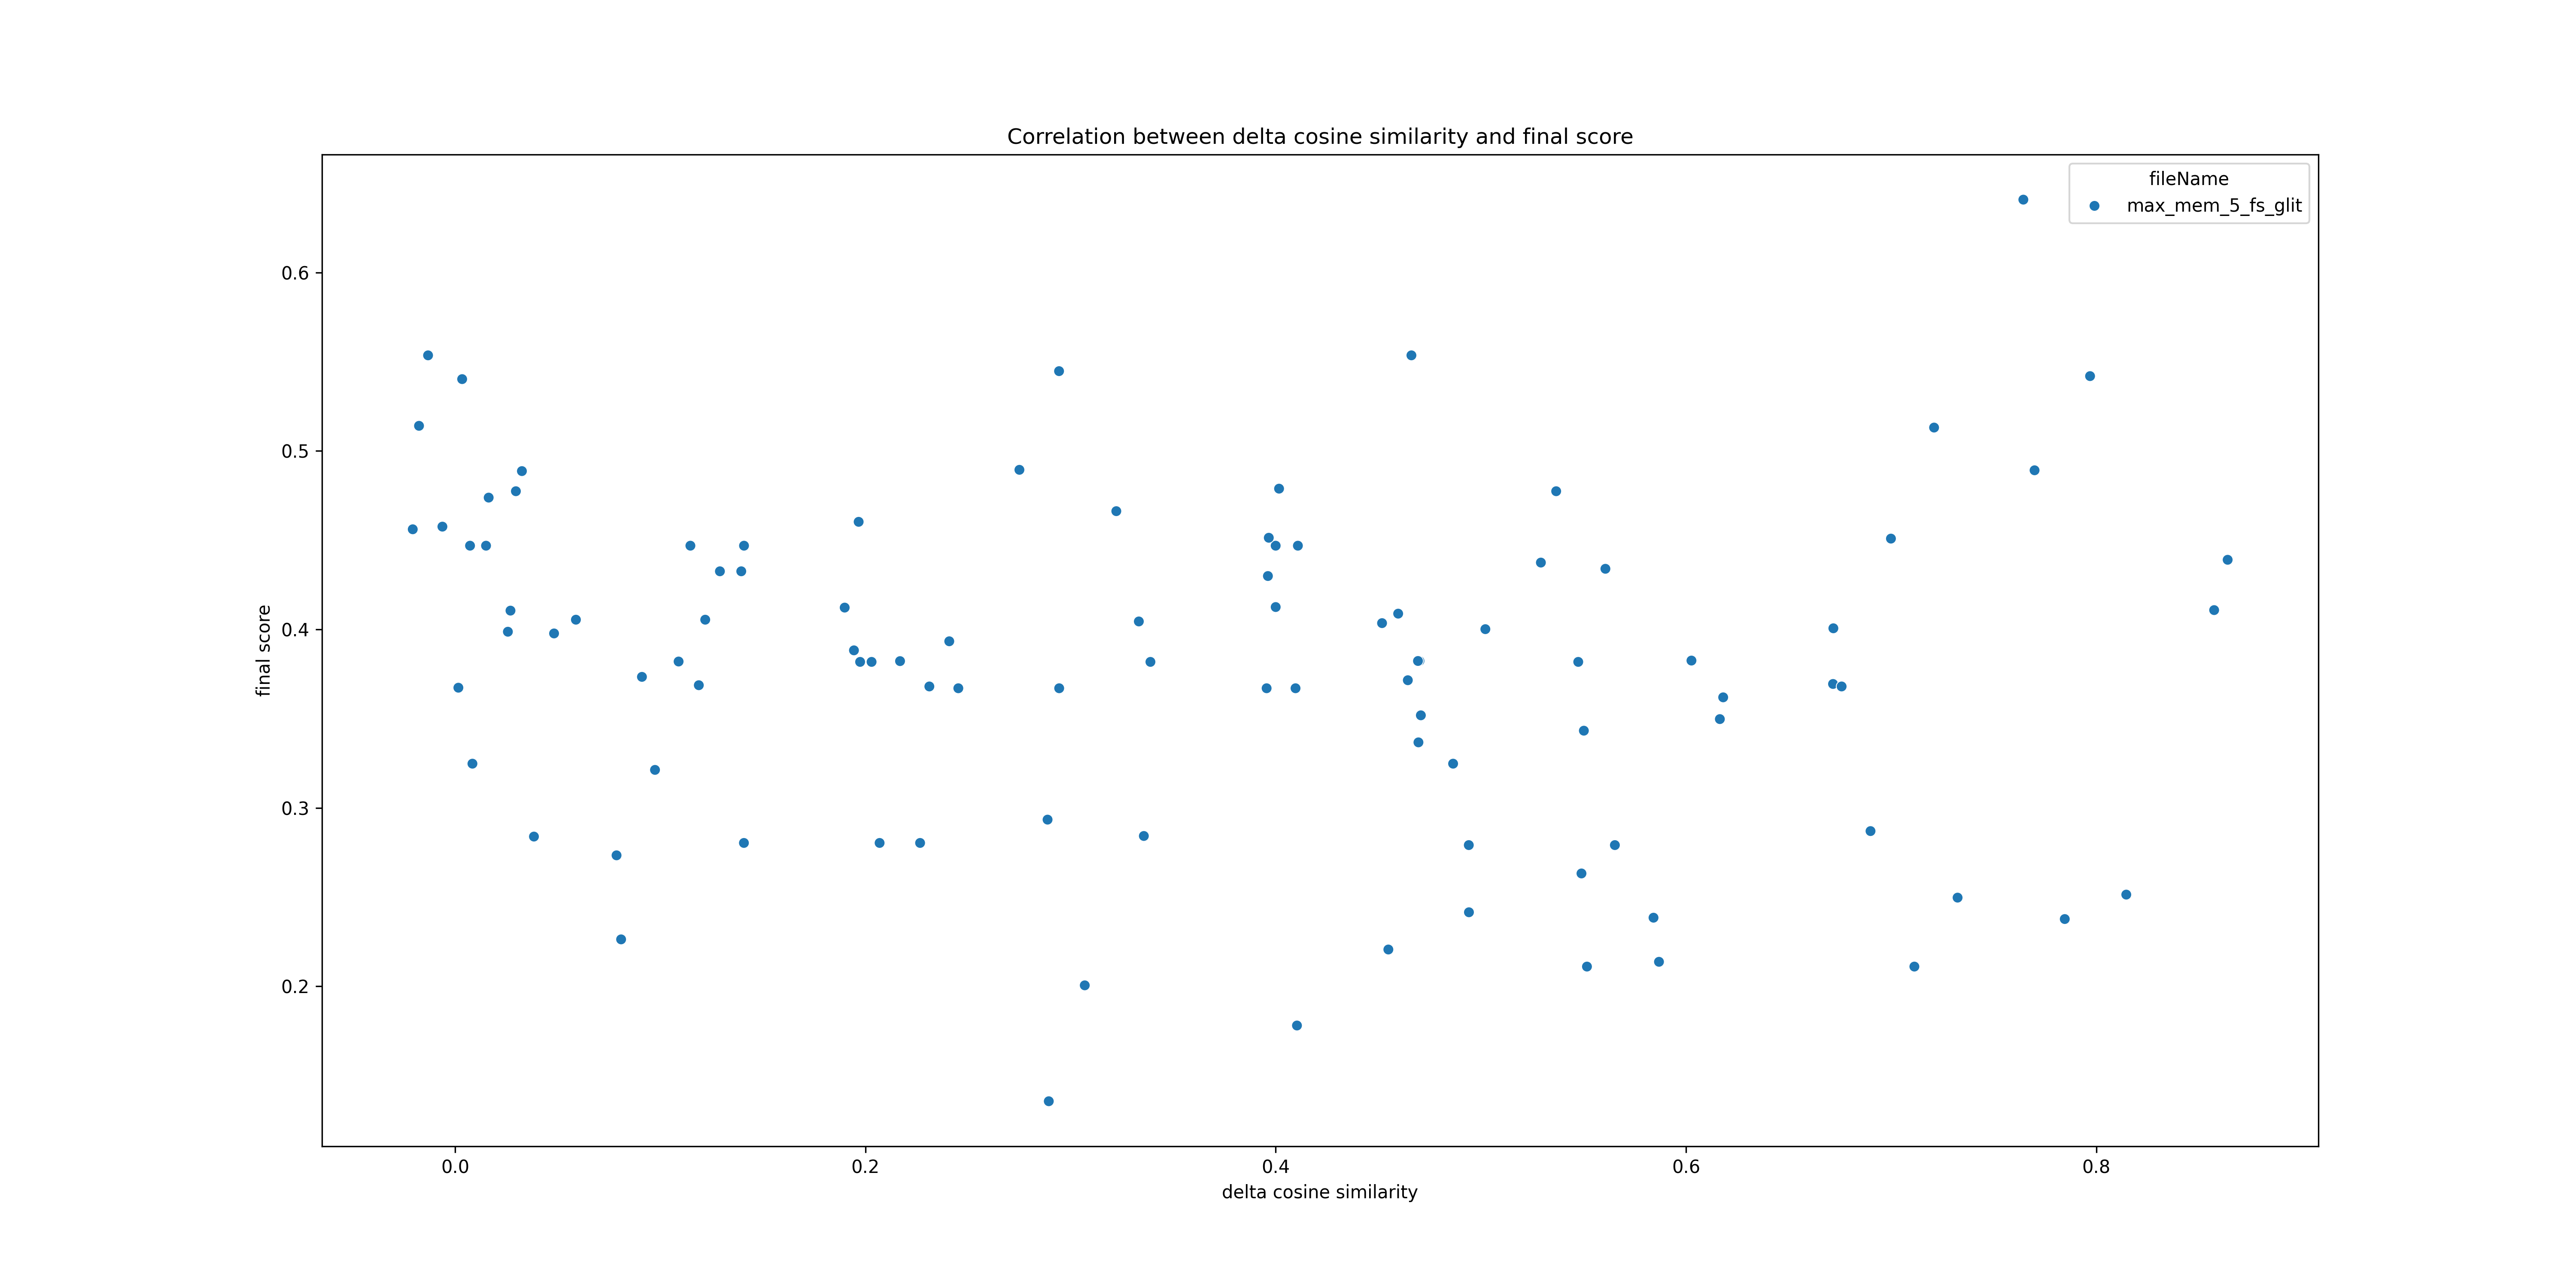 Correlation between delta cosine similarity and final score
fileName
max_mem_5_fs_glit
0.6
0.5
0.4
0.3
0.2
final score
0.0
0.2
0.4
0.6
0.8
delta cosine similarity